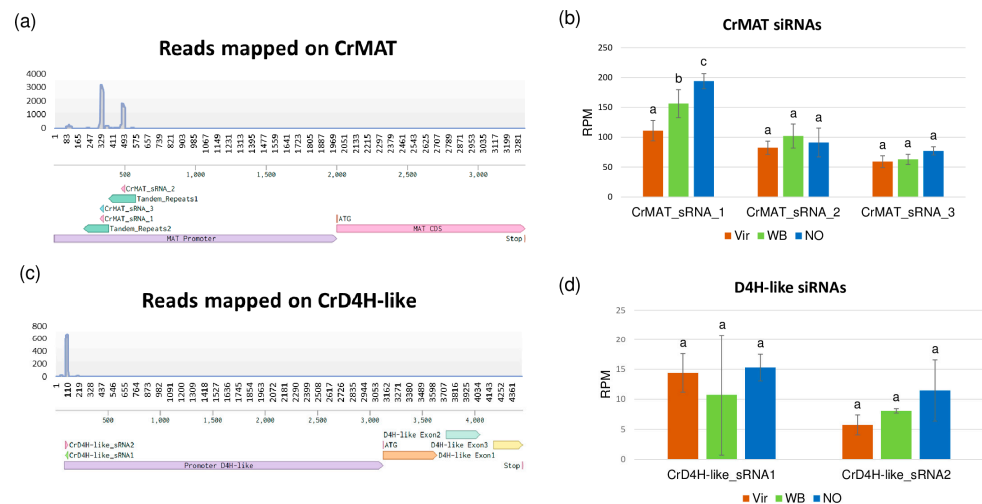 (a)
Reads mapped on CrMAT
4000
3000
2000
1000
0
1 83 165 247 329 411 493 575 657 739 821 903 985 1067 1149 1231 1313 1395 1477 1559 1641 1723 1805 1887 1969 2051 2133 2215 2297 2379 2461 2543 2625 2707 2789 2871 2953 3035 3117 3199 3281
500 1,000 1,500 2,000 2,500 3,000
CrMAT_sRNA_2
Tandem_Repeats1
CrMAT_sRNA_3
CrMAT_sRNA_1 ATG
Tandem_Repeats2 MAT CDS
MAT Promoter Stop
(b)
CrMAT siRNAs
250
200
150
100
50
0
RPM
a b c a a a a a a
CrMAT_sRNA_1 CrMAT_sRNA_2 CrMAT_sRNA_3
Vir WB NO
(c)
Reads mapped on CrD4H-like
800
600
400
200
0
1 110 219 328 437 546 655 764 873 982 1091 1200 1309 1418 1527 1636 1745 1854 1963 2072 2181 2290 2399 2508 2617 2726 2835 2944 3053 3162 3271 3380 3489 3598 3707 3816 3925 4034 4143 4252 4361
500 1,000 1,500 2,000 2,500 3,000 3,500 4,000
D4H-like Exon2
CrD4H-like_sRNA2 ATG D4H-like Exon3
CrD4H-like_sRNA1 D4H-like Exon1
Promoter D4H-like Stop
(d)
D4H-like siRNAs
25
20
15
10
5
0
RPM
a a a a a a
CrD4H-like_sRNA1 CrD4H-like_sRNA2
Vir WB NO